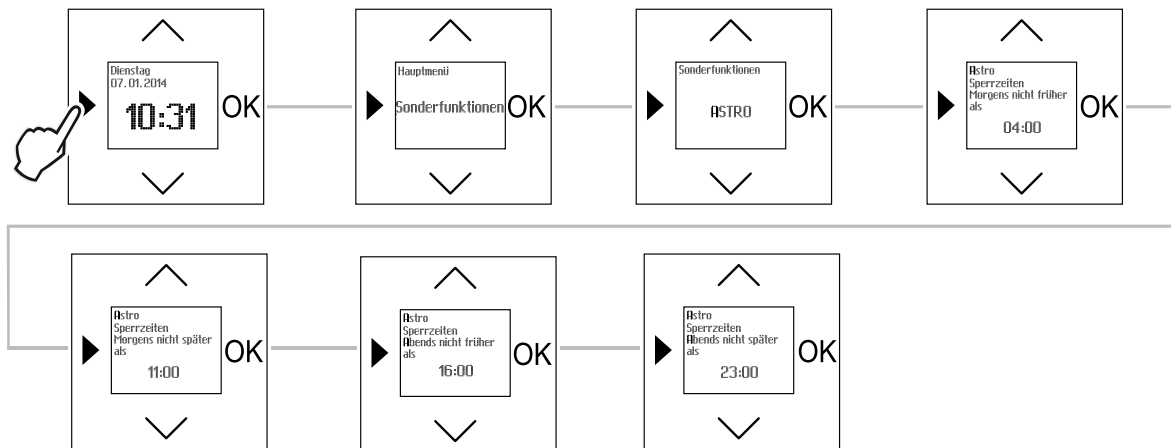 Dienstag
07.01.2014
10:31
OK
Hauptmenü
Sonderfunktionen
OK
Sonderfunktionen
ASTRO
OK
Astro
Sperrzeiten
Morgens nicht früher
als
04:00
OK
Astro
Sperrzeiten
Morgens nicht später
als
11:00
OK
Astro
Sperrzeiten
Abends nicht früher
als
16:00
OK
Astro
Sperrzeiten
Abends nicht später
als
23:00
OK